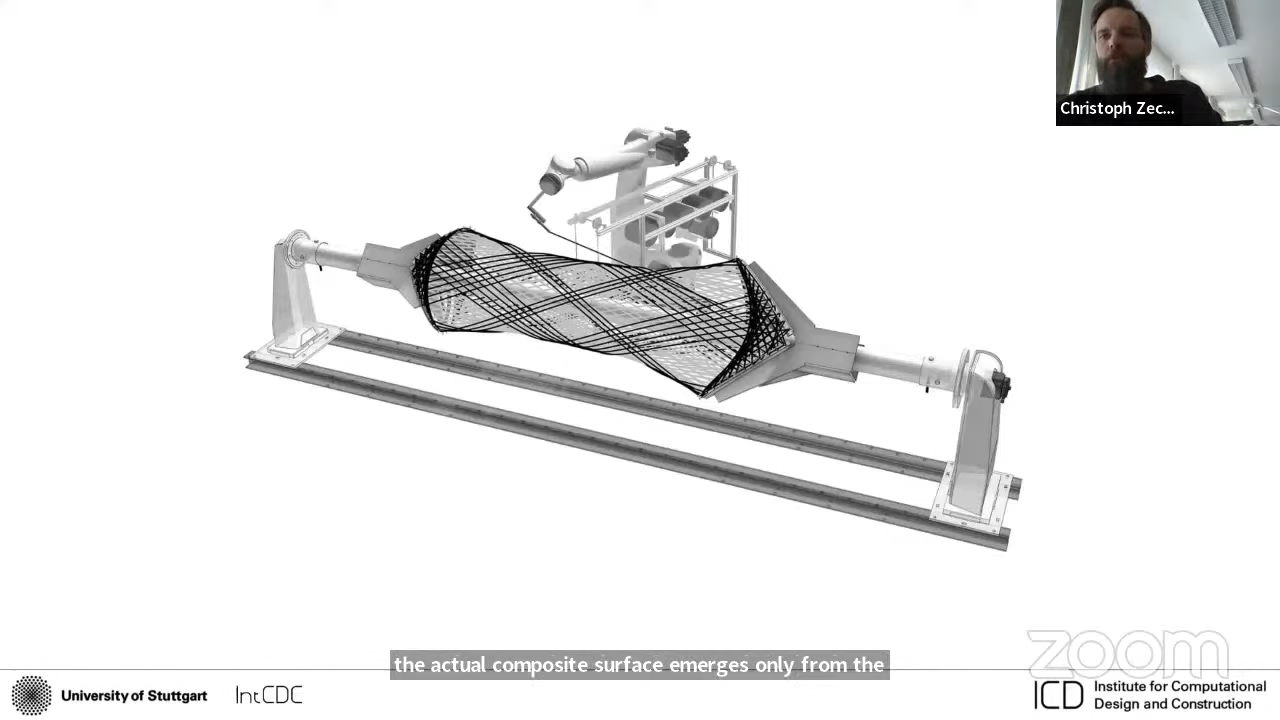 Christoph Zec...
zoom
the actual composite surface emerges only from the
University of Stuttgart
IntCDC
ICD
Institute for Computational
Design and Construction